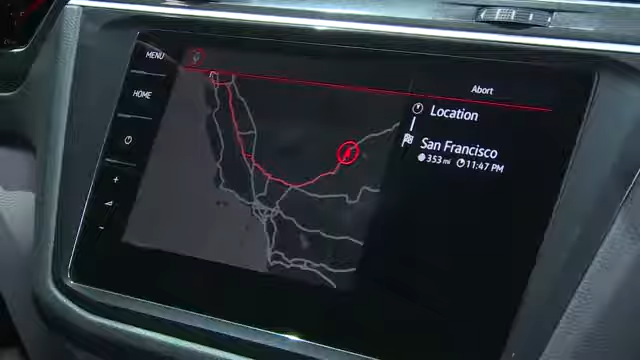 MENU
HOME
Abort
Location
San Francisco
353 mi 11:47 PM